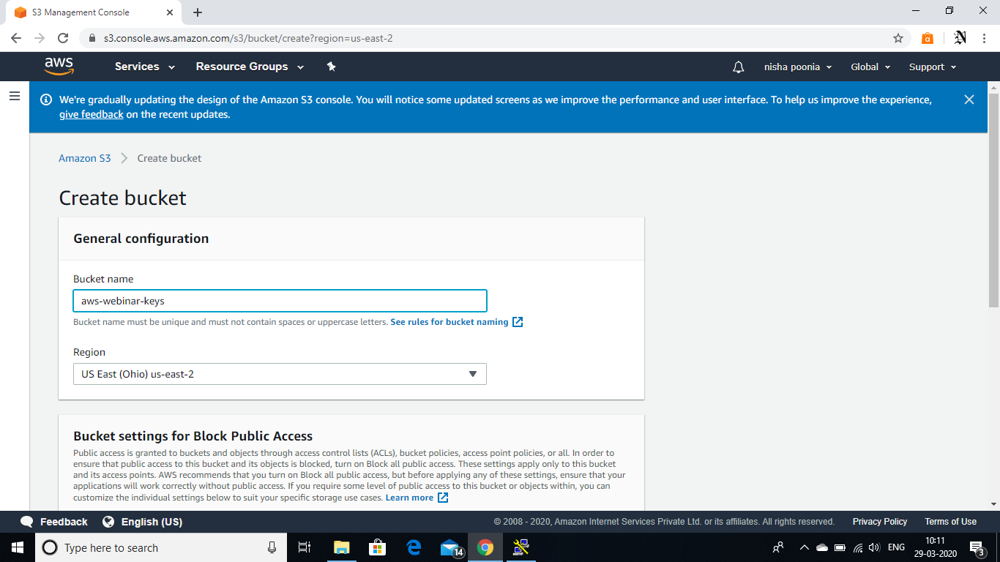 S3 Management Console
s3.console.aws.amazon.com/s3/bucket/create?region=us-east-2
aws
Services
Resource Groups
nisha poonia
Global
Support
We're gradually updating the design of the Amazon S3 console. You will notice some updated screens as we improve the performance and user interface. To help us improve the experience,
give feedback on the recent updates.
Amazon S3
Create bucket
Create bucket
General configuration
Bucket name
aws-webinar-keys
Bucket name must be unique and must not contain spaces or uppercase letters. See rules for bucket naming
Region
US East (Ohio) us-east-2
Bucket settings for Block Public Access
Public access is granted to buckets and objects through access control lists (ACLs), bucket policies, access point policies, or all. In order to
ensure that public access to this bucket and its objects is blocked, turn on Block all public access. These settings apply only to this bucket
and its access points. AWS recommends that you turn on Block all public access, but before applying any of these settings, ensure that your
applications will work correctly without public access. If you require some level of public access to this bucket or objects within, you can
customize the individual settings below to suit your specific storage use cases. Learn more
Feedback
English (US)
© 2008 - 2020, Amazon Internet Services Private Ltd. or its affiliates. All rights reserved.
Privacy Policy
Terms of Use
Type here to search
14
ENG
10:11
29-03-2020
3